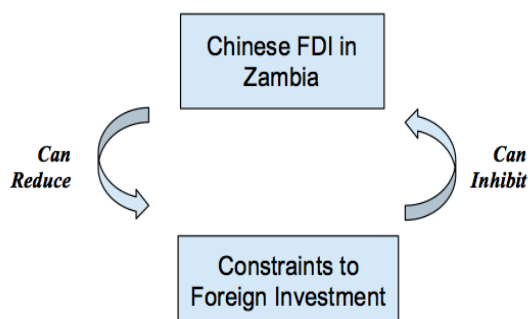 Chinese FDI in
Zambia
Can
Reduce
Can
Inhibit
Constraints to
Foreign Investment